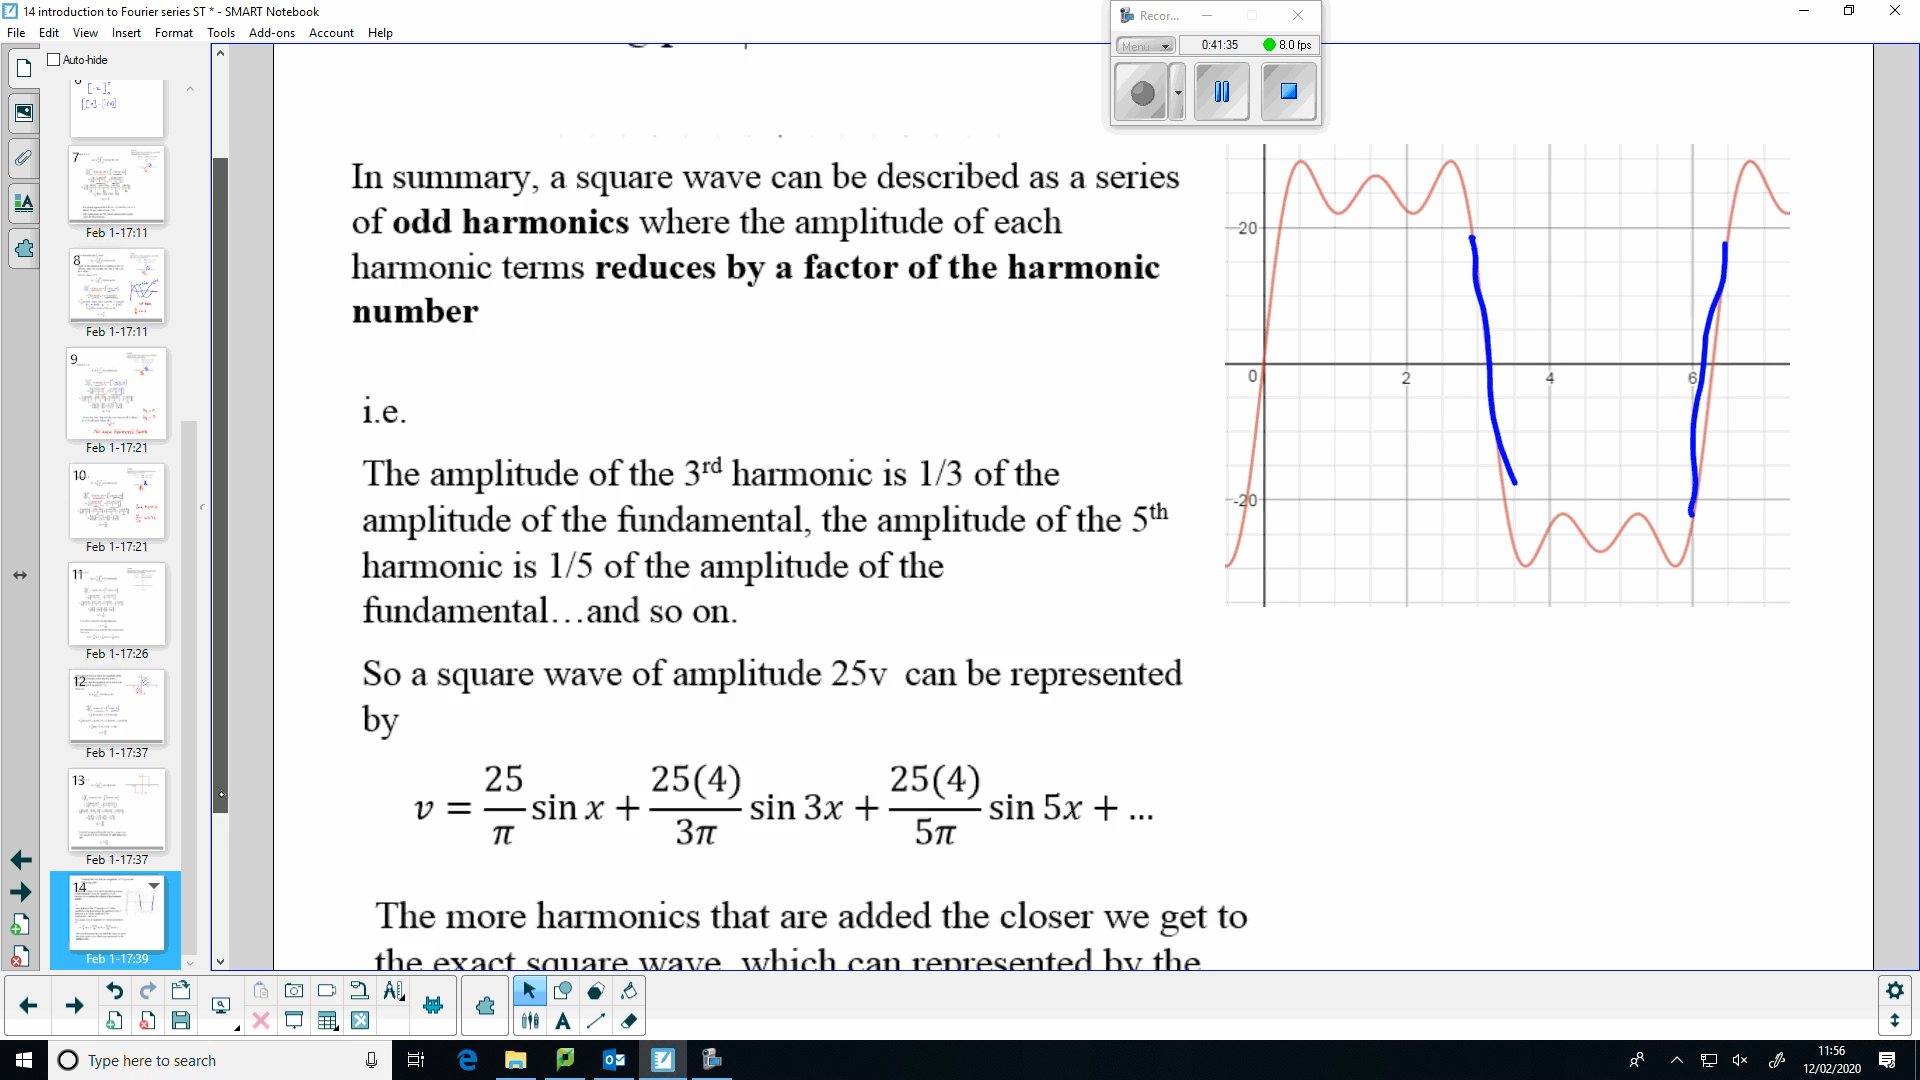 14 introduction to Fourier series ST * - SMART Notebook
File Edit View Insert Format Tools Add-ons Account Help
Recor...
Menu 0:41:35 8.0 fps
Auto-hide
7
Feb 1-17:11
8
Feb 1-17:11
9
Feb 1-17:21
10
Feb 1-17:21
11
Feb 1-17:26
12
Feb 1-17:37
13
Feb 1-17:37
14
Feb 1-17:39
In summary, a square wave can be described as a series
of odd harmonics where the amplitude of each
harmonic terms reduces by a factor of the harmonic
number
i.e.
The amplitude of the 3rd harmonic is 1/3 of the
amplitude of the fundamental, the amplitude of the 5th
harmonic is 1/5 of the amplitude of the
fundamental…and so on.
So a square wave of amplitude 25v can be represented
by
v = 25/π sin x + 25(4)/3π sin 3x + 25(4)/5π sin 5x + ...
The more harmonics that are added the closer we get to
the exact square wave, which can represented by the
20
0 2 4 6
-20
Type here to search
11:56
12/02/2020